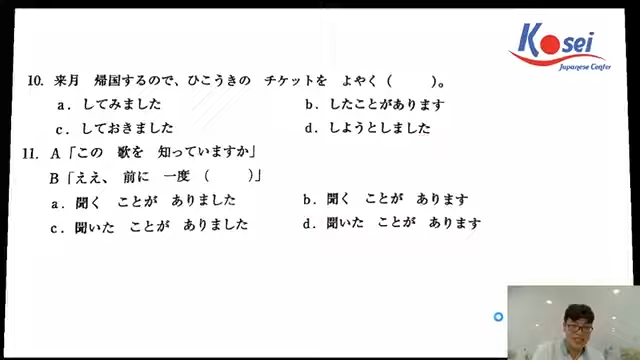 Kosei
Japanese Center
10. 来月 帰国するので、ひこうきの チケットを よやく ( )。
a. してみました b. したことがあります
c. しておきました d. しようとしました
11. A「この 歌を 知っていますか」
B「ええ、前に 一度 ( )」
a. 聞く ことが ありました b. 聞く ことが あります
c. 聞いた ことが ありました d. 聞いた ことが あります